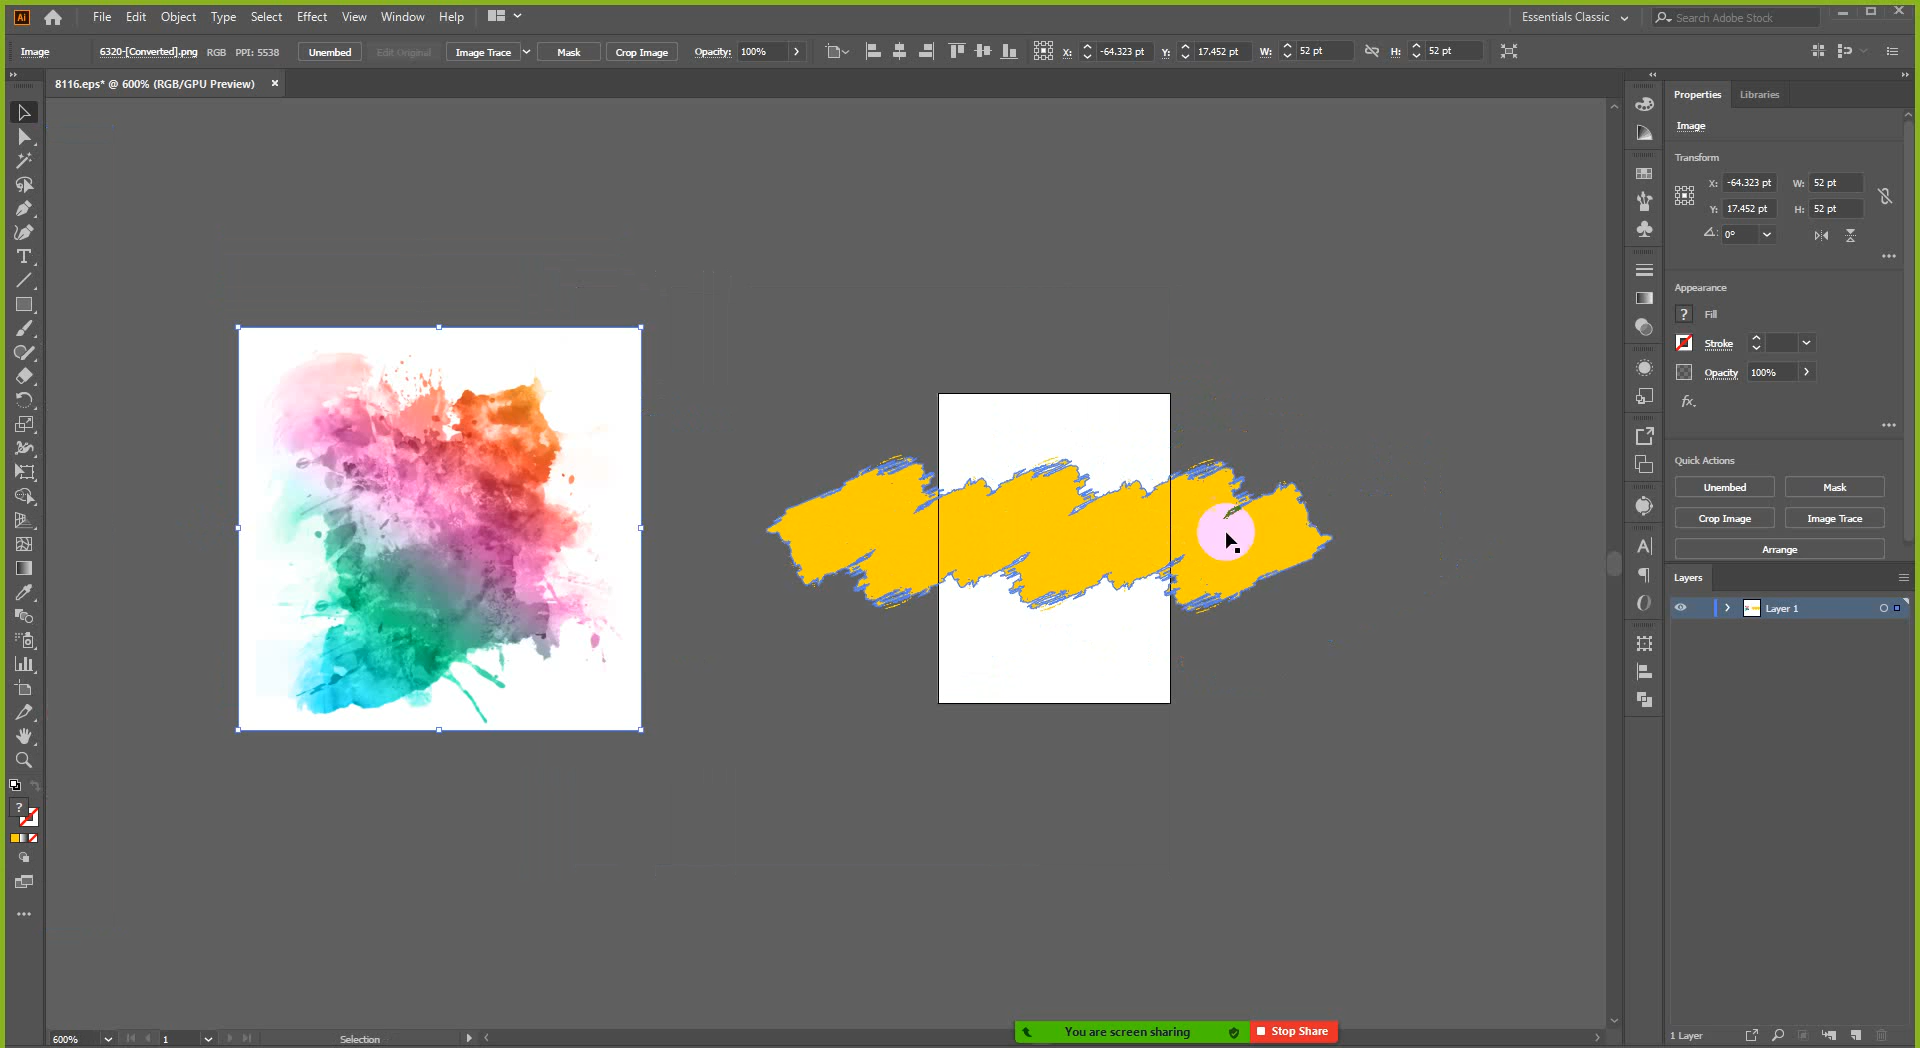 Ai File Edit Object Type Select Effect View Window Help Essentials Classic Search Adobe Stock
Image 6320-[Converted].png RGB PPI: 5538 Unembed Edit Original Image Trace Mask Crop Image Opacity: 100% X: -64.323 pt Y: 17.452 pt W: 52 pt H: 52 pt
8116.eps* @ 600% (RGB/GPU Preview) ×
Properties Libraries
Image
Transform
X: -64.323 pt W: 52 pt
Y: 17.452 pt H: 52 pt
0°
Appearance
? Fill
Stroke
Opacity 100%
fx.
Quick Actions
Unembed Mask
Crop Image Image Trace
Arrange
Layers
Layer 1
?
600% 1 Selection
You are screen sharing Stop Share
1 Layer